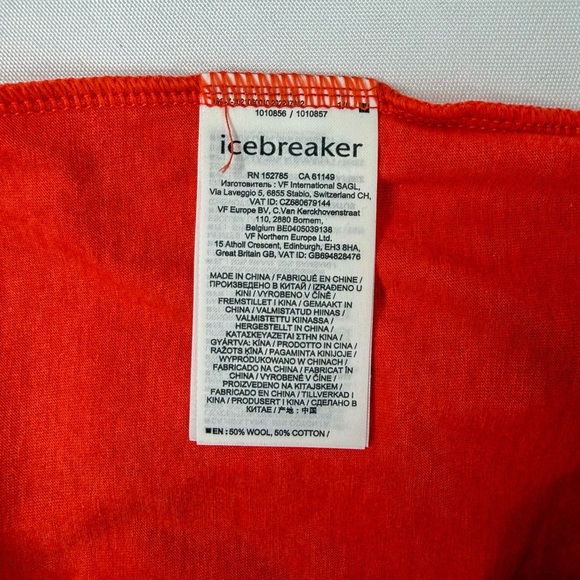 1010856 / 1010857
icebreaker
RN 152785 CA 61149
Изготовитель : VF International SAGL,
Via Laveggio 5, 6855 Stabio, Switzerland CH,
VAT ID: CZ680679144
VF Europe BV, C.Van Kerckhovenstraat
110, 2880 Bornem,
Belgium BE0405039138
VF Northern Europe Ltd.
15 Atholl Crescent, Edinburgh, EH3 8HA,
Great Britain GB, VAT ID: GB694828476
MADE IN CHINA / FABRIQUÉ EN CHINE /
ПРОИЗВЕДЕНО В КИТАЙ / IZRAĐENO U
KINI / VYROBENO V ČÍNĚ /
FREMSTILLET I KINA / GEMAAKT IN
CHINA / VALMISTATUD HIINAS /
VALMISTETTU KIINASSA /
HERGESTELLT IN CHINA /
ΚΑΤΑΣΚΕΥΑΖΕΤΑΙ ΣΤΗΝ ΚΙΝΑ /
GYÁRTVA: KÍNA / PRODOTTO IN CINA /
RAŽOTS ĶĪNĀ / PAGAMINTA KINIJOJE /
WYPRODUKOWANO W CHINACH /
FABRICADO NA CHINA / FABRICAT ÎN
CHINA / VYROBENÉ V ČÍNE /
PROIZVEDENO NA KITAJSKEM /
FABRICADO EN CHINA / TILLVERKAD I
KINA / PRODUSERT I KINA / СДЕЛАНО В
КИТАЕ / 产地 : 中国
EN : 50% WOOL, 50% COTTON /